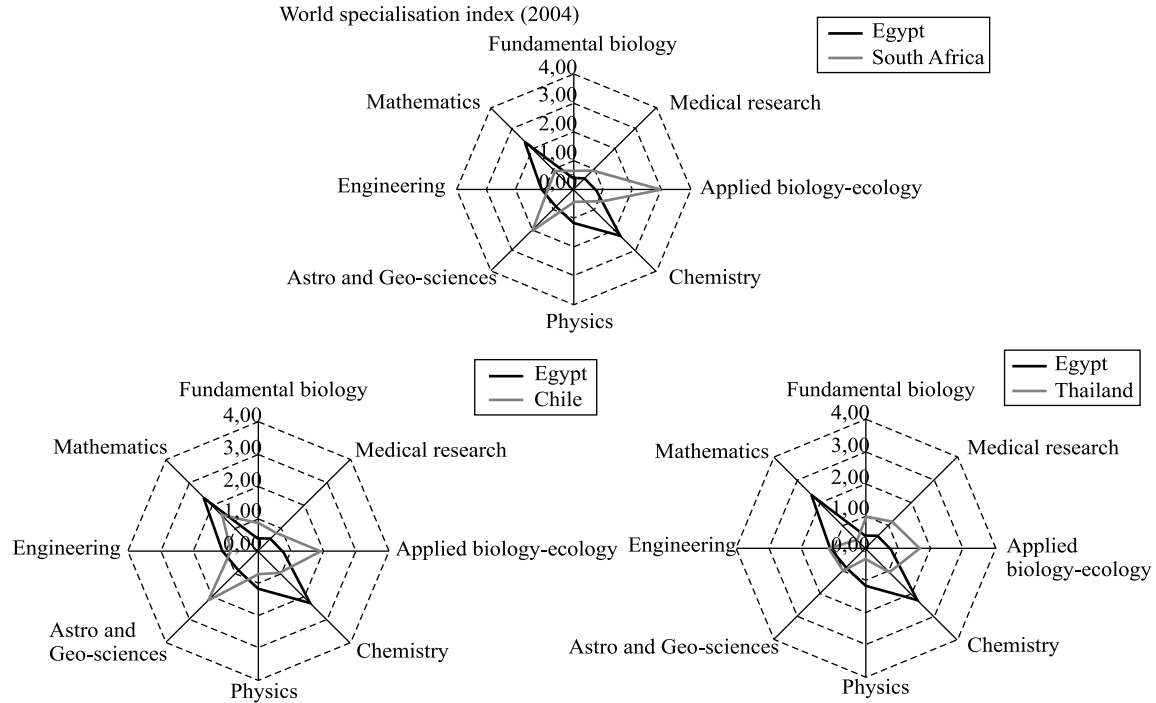 World specialisation index (2004)
Egypt
South Africa
Fundamental biology
4,00
3,00
2,00
1,00
0,00
Mathematics
Medical research
Engineering
Applied biology-ecology
Astro and Geo-sciences
Chemistry
Physics
Egypt
Chile
Fundamental biology
4,00
3,00
2,00
1,00
0,00
Mathematics
Medical research
Engineering
Applied biology-ecology
Astro and
Geo-sciences
Chemistry
Physics
Egypt
Thailand
Fundamental biology
4,00
3,00
2,00
1,00
0,00
Mathematics
Medical research
Engineering
Applied
biology-ecology
Astro and Geo-sciences
Chemistry
Physics